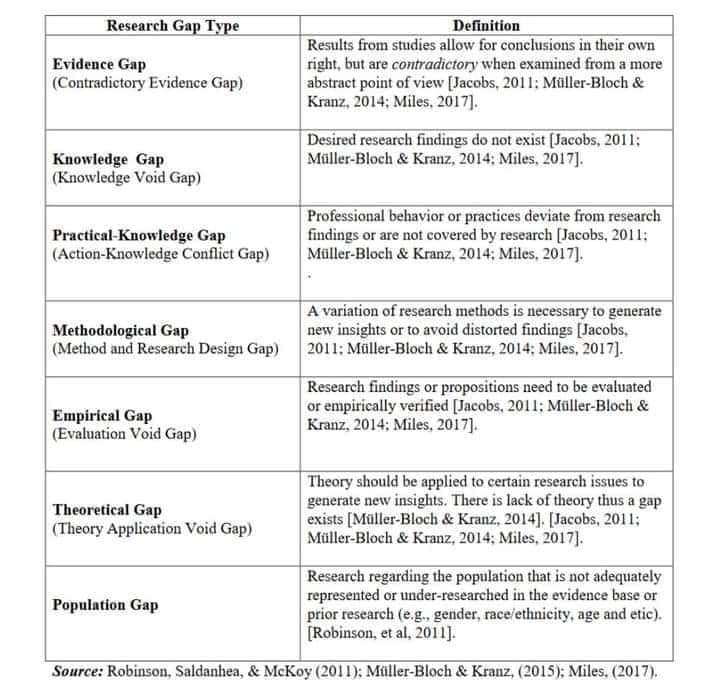 Research Gap Type
Definition
Evidence Gap
(Contradictory Evidence Gap)
Results from studies allow for conclusions in their own
right, but are contradictory when examined from a more
abstract point of view [Jacobs, 2011; Müller-Bloch &
Kranz, 2014; Miles, 2017].
Knowledge Gap
(Knowledge Void Gap)
Desired research findings do not exist [Jacobs, 2011;
Müller-Bloch & Kranz, 2014; Miles, 2017].
Practical-Knowledge Gap
(Action-Knowledge Conflict Gap)
Professional behavior or practices deviate from research
findings or are not covered by research [Jacobs, 2011;
Müller-Bloch & Kranz, 2014; Miles, 2017].
.
Methodological Gap
(Method and Research Design Gap)
A variation of research methods is necessary to generate
new insights or to avoid distorted findings [Jacobs,
2011; Müller-Bloch & Kranz, 2014; Miles, 2017].
Empirical Gap
(Evaluation Void Gap)
Research findings or propositions need to be evaluated
or empirically verified [Jacobs, 2011; Müller-Bloch &
Kranz, 2014; Miles, 2017].
Theoretical Gap
(Theory Application Void Gap)
Theory should be applied to certain research issues to
generate new insights. There is lack of theory thus a gap
exists [Müller-Bloch & Kranz, 2014]. [Jacobs, 2011;
Müller-Bloch & Kranz, 2014; Miles, 2017].
Population Gap
Research regarding the population that is not adequately
represented or under-researched in the evidence base or
prior research (e.g., gender, race/ethnicity, age and etic).
[Robinson, et al, 2011].
Source: Robinson, Saldanhea, & McKoy (2011); Müller-Bloch & Kranz, (2015); Miles, (2017).